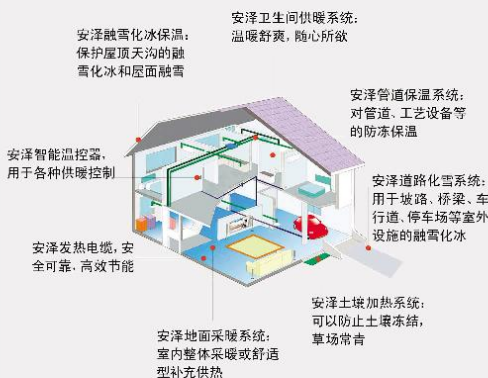 安泽卫生间供暖系统:
温暖舒爽,随心所欲
安泽融雪化冰保温:
保护屋顶天沟的融
雪化冰和屋面融雪
安泽管道保温系统:
对管道、工艺设备等
的防冻保温
安泽智能温控器,
用于各种供暖控制
安泽道路化雪系统:
用于坡路、桥梁、车
行道、停车场等室外
设施的融雪化冰
安泽发热电缆,安
全可靠、高效节能
安泽土壤加热系统:
可以防止土壤冻结,
草场常青
安泽地面采暖系统:
室内整体采暖或舒适
型补充供热